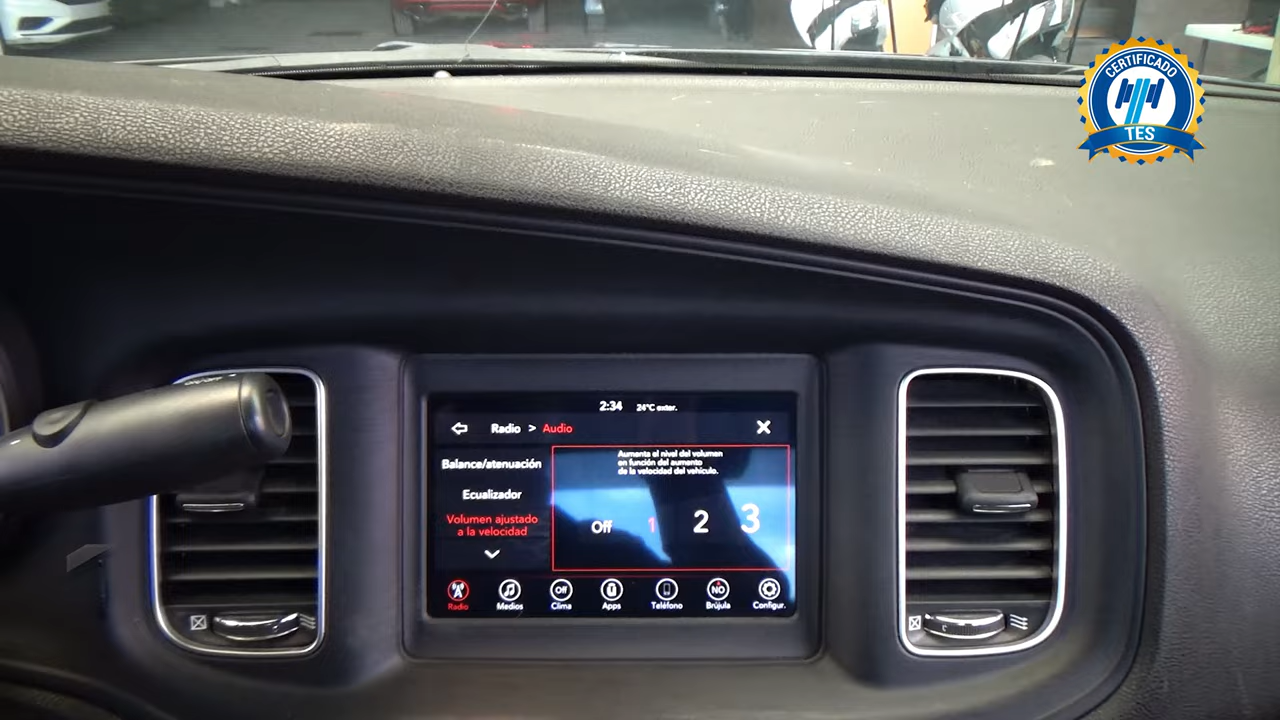 CERTIFICADO
TES
2:34 24°C exter.
Radio > Audio
Balance/atenuación
Ecualizador
Volumen ajustado
a la velocidad
Aumenta el nivel del volumen
en función del aumento
de la velocidad del vehículo.
Off 1 2 3
Off NO
Radio Medios Clima Apps Teléfono Brújula Configur.